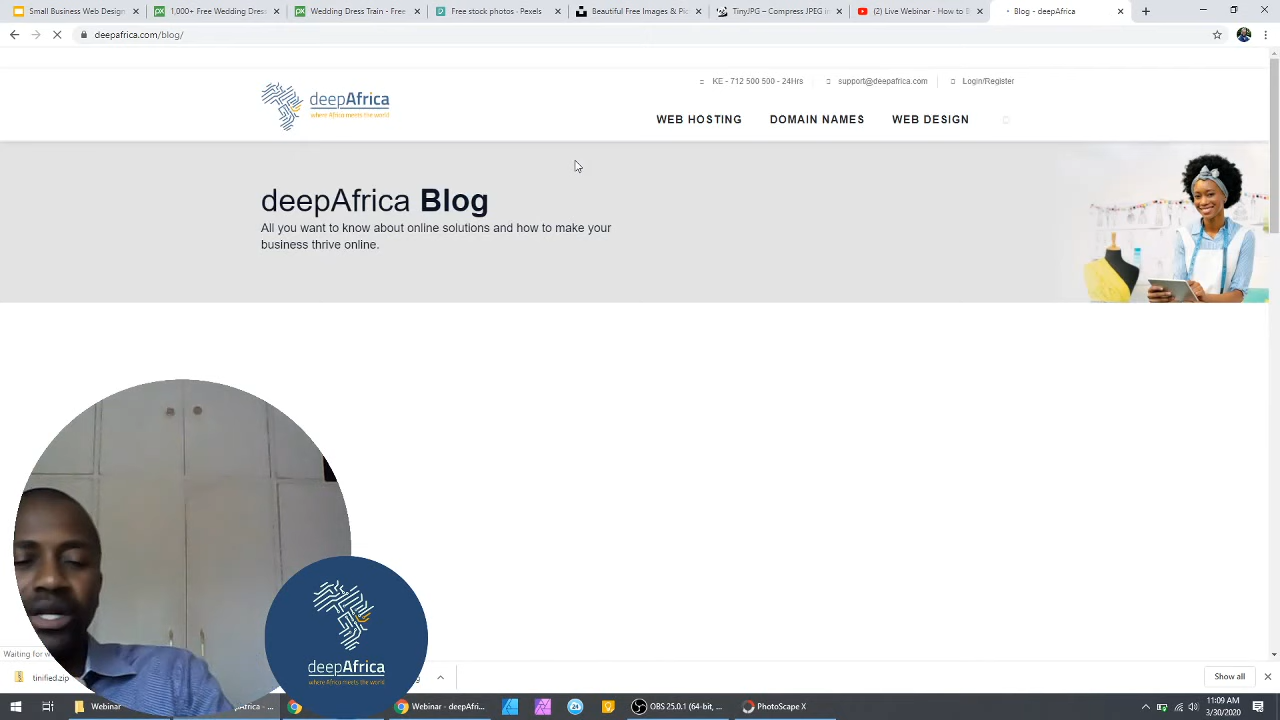 Small Business Web Design
1,000+ Free Wedding Dress
Wedding Dress Train - Free
Free stock photos · Pexels
Beautiful Free Images & Pic
TinyJPG – Compress JPEG in
(2) Live Webinar - How to B
Blog - deepAfrica
deepafrica.com/blog/
KE - 712 500 500 - 24Hrs
support@deepafrica.com
Login/Register
deepAfrica
where Africa meets the world
WEB HOSTING
DOMAIN NAMES
WEB DESIGN
deepAfrica Blog
All you want to know about online solutions and how to make your
business thrive online.
deepAfrica
where Africa meets the world
Waiting for
tinified.zip
Show all
Webinar
Africa -
Webinar - deepAfri...
24
OBS 25.0.1 (64-bit, ...
PhotoScape X
11:09 AM
3/30/2020